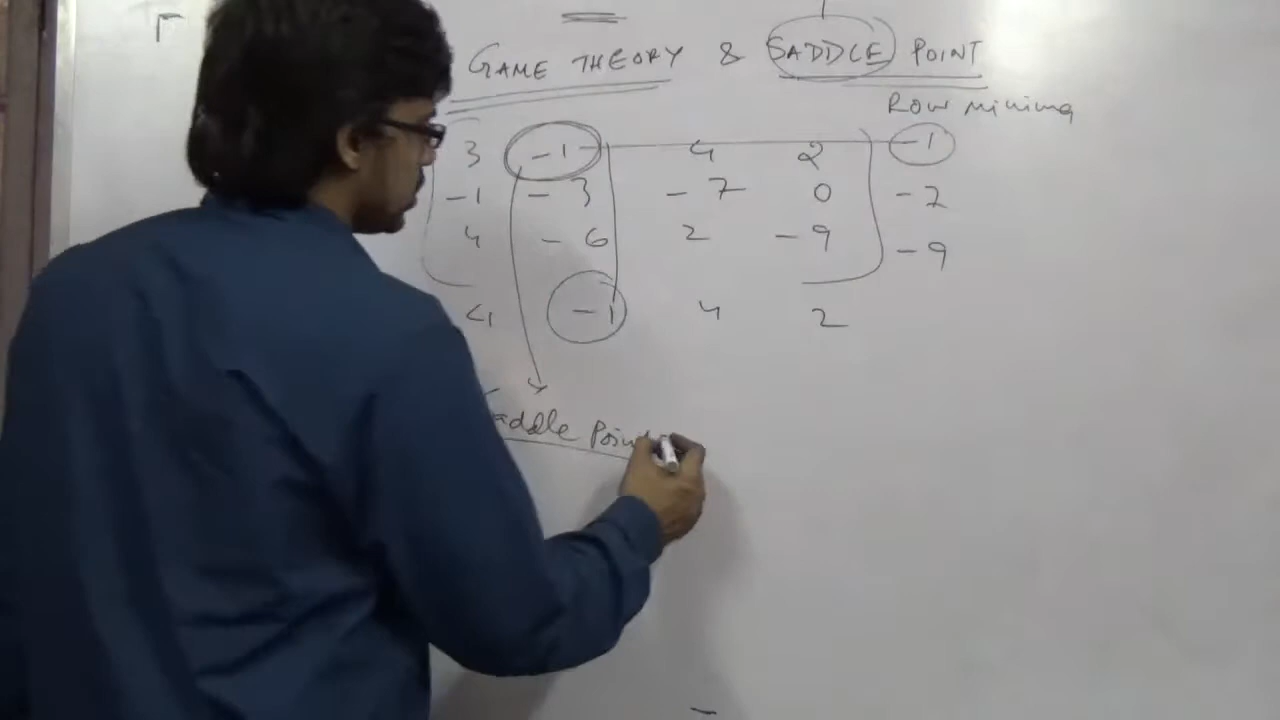 GAME THEORY & SADDLE POINT
Row minima
3 -1 4 2 -1
-1 -3 -7 0 -7
4 -6 2 -9 -9
4 -1 4 2
Saddle Point